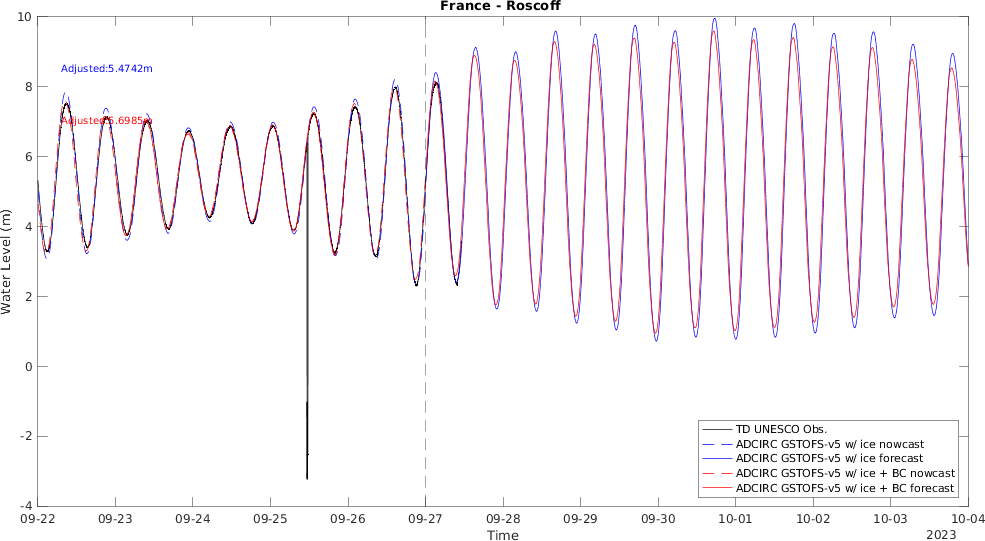 France - Roscoff
10
8
6
4
2
0
-2
-4
Water Level (m)
Adjusted:5.4742m
Adjusted:5.6985m
TD UNESCO Obs.
ADCIRC GSTOFS-v5 w/ ice nowcast
ADCIRC GSTOFS-v5 w/ ice forecast
ADCIRC GSTOFS-v5 w/ ice + BC nowcast
ADCIRC GSTOFS-v5 w/ ice + BC forecast
09-22 09-23 09-24 09-25 09-26 09-27 09-28 09-29 09-30 10-01 10-02 10-03 10-04
Time
2023